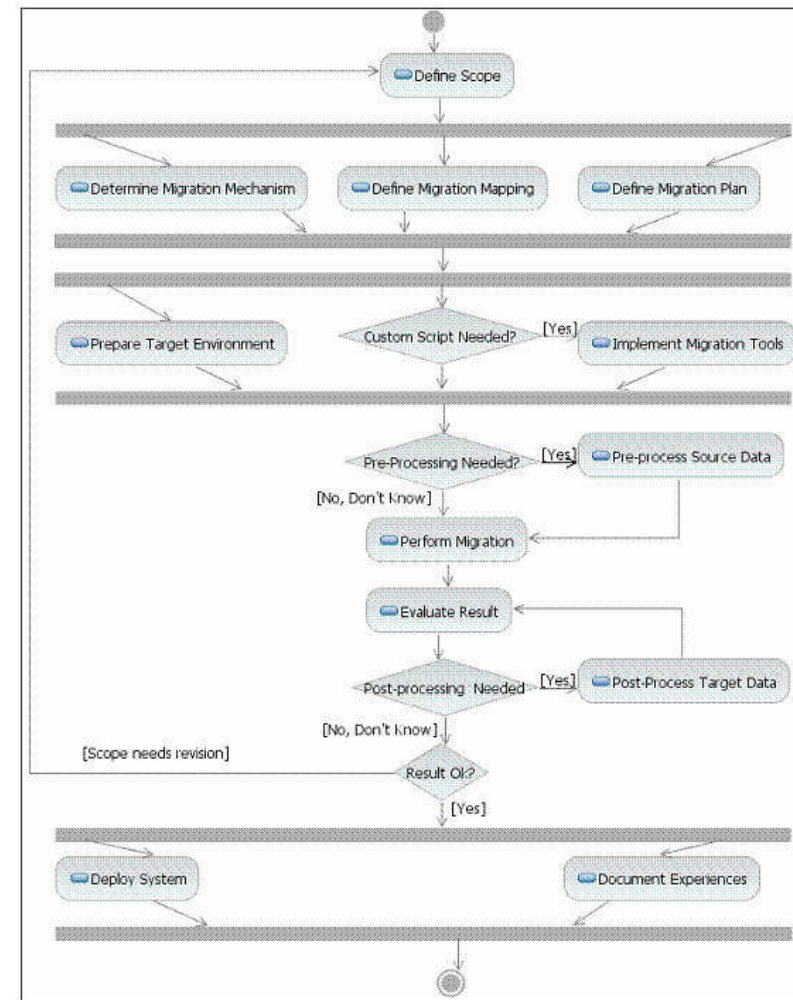 Define Scope
Determine Migration Mechanism
Define Migration Mapping
Define Migration Plan
Prepare Target Environment
Custom Script Needed?
[Yes]
Implement Migration Tools
Pre-Processing Needed?
[Yes]
Pre-process Source Data
[No, Don't Know]
Perform Migration
Evaluate Result
Post-processing Needed
[Yes]
Post-Process Target Data
[No, Don't Know]
[Scope needs revision]
Result Ok?
[Yes]
Deploy System
Document Experiences